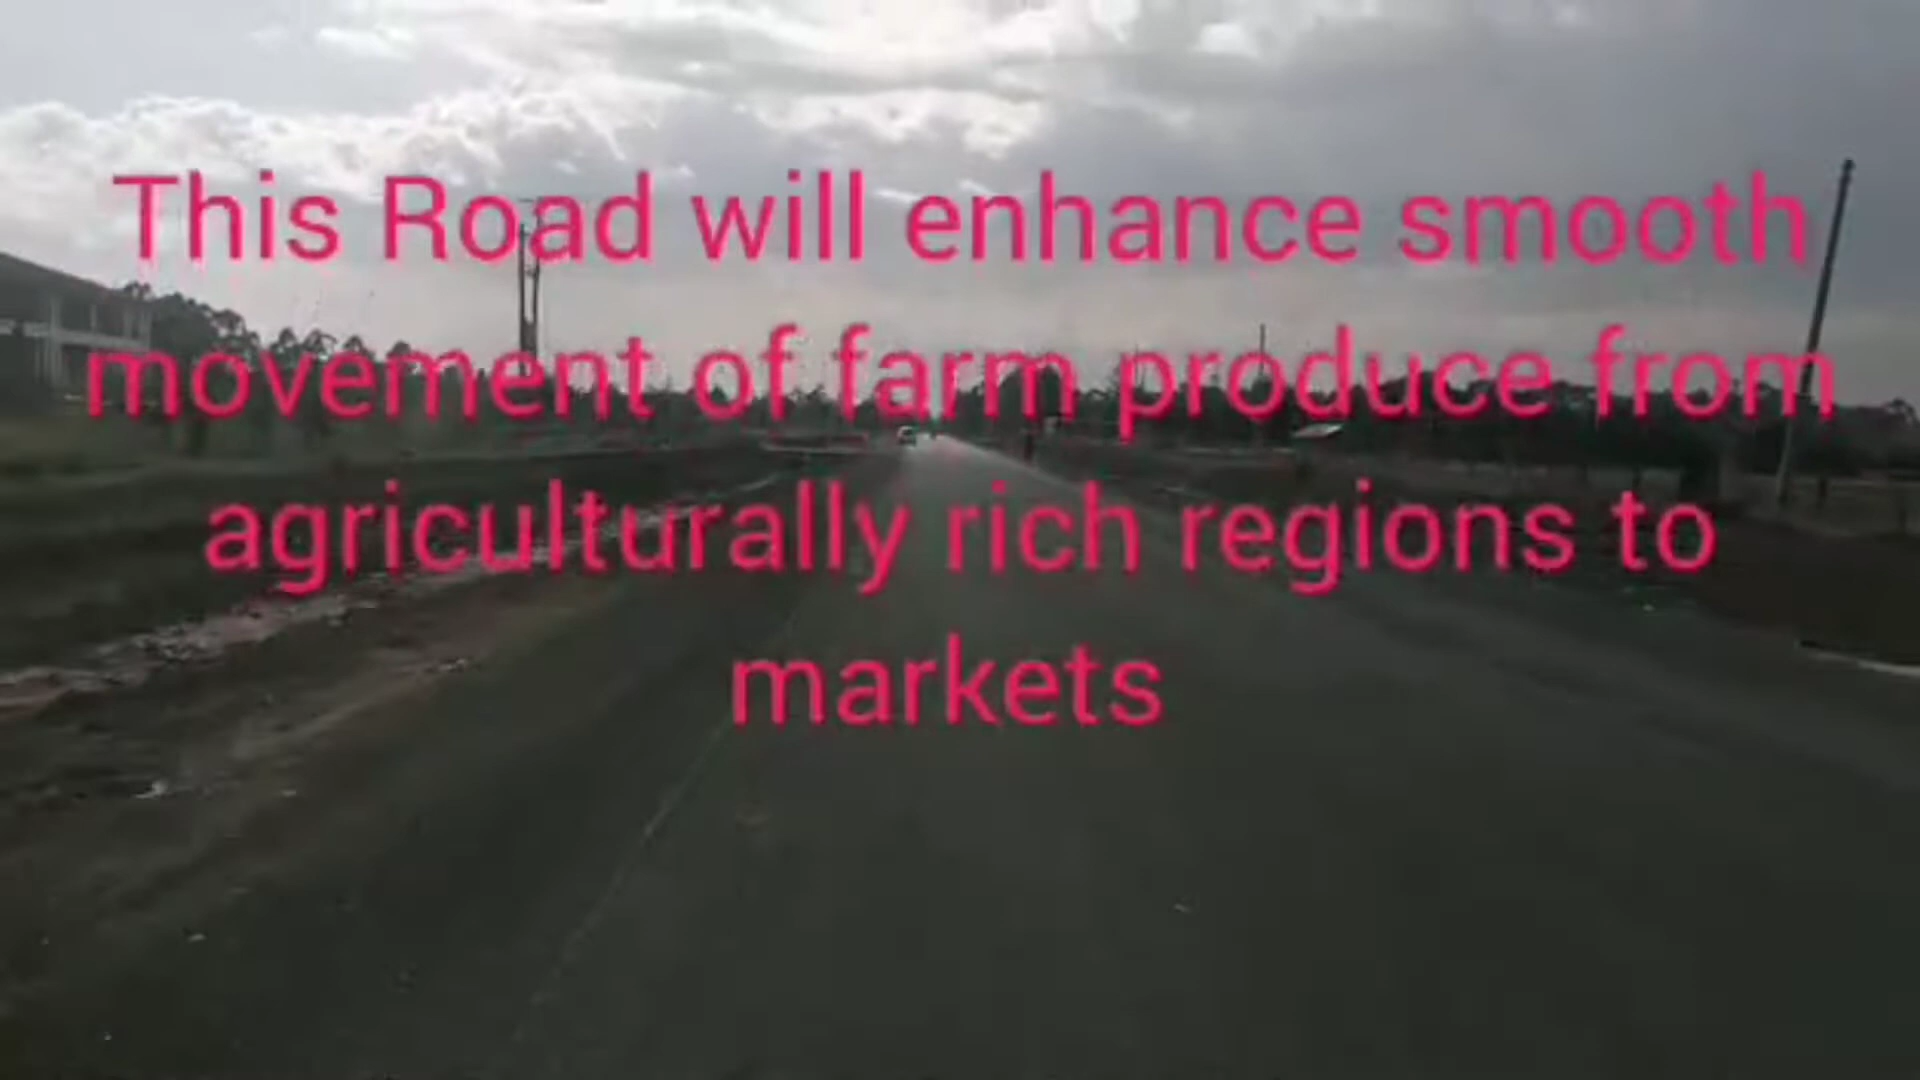 This Road will enhance smooth
movement of farm produce from
agriculturally rich regions to
markets